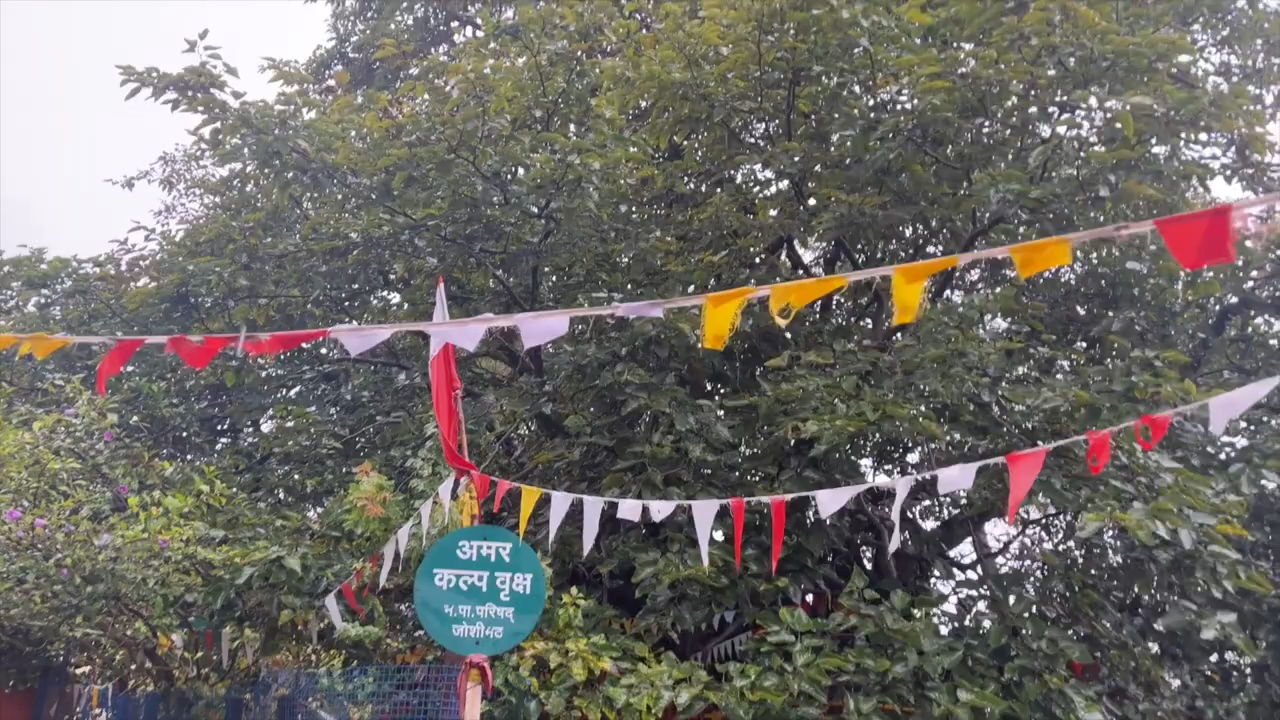 अमर
कल्प वृक्ष
न.पा.परिषद्
जोशीमठ